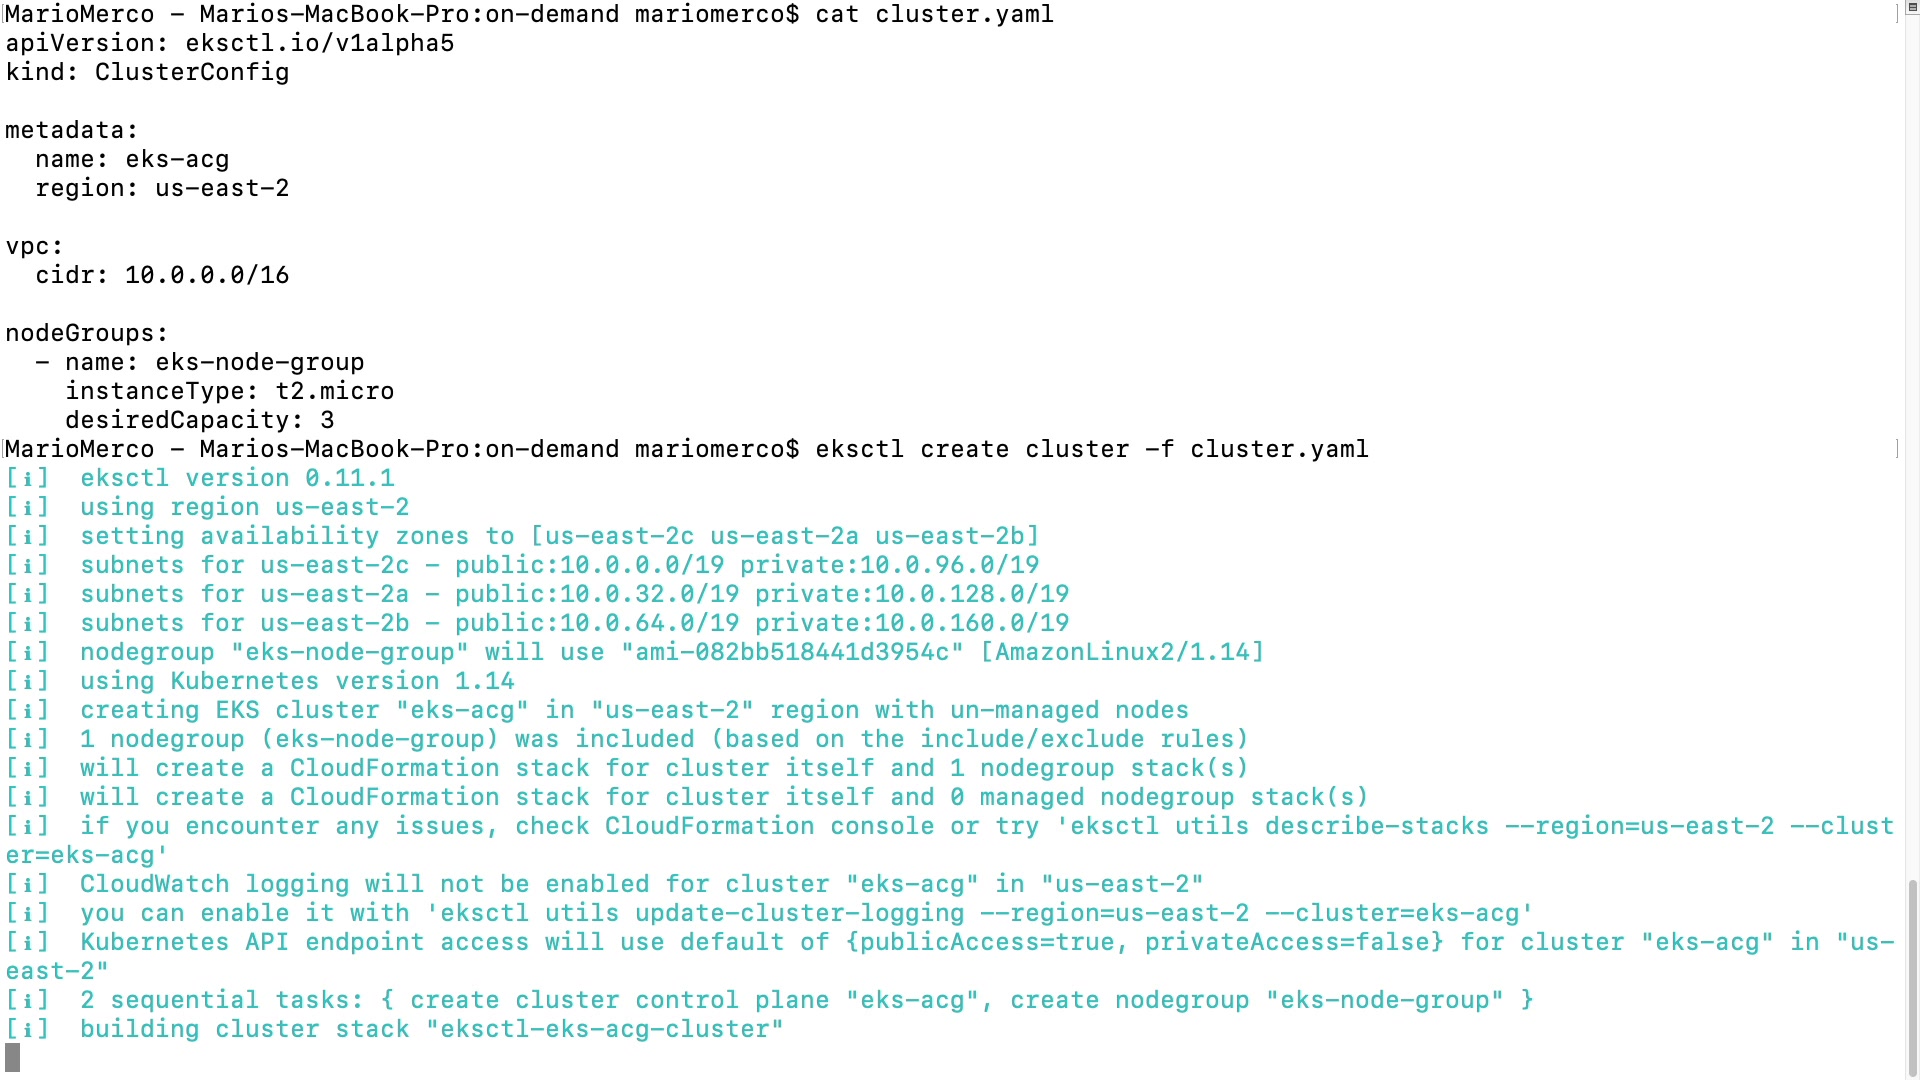 MarioMerco - Marios-MacBook-Pro:on-demand mariomerco$ cat cluster.yaml
apiVersion: eksctl.io/v1alpha5
kind: ClusterConfig

metadata:
  name: eks-acg
  region: us-east-2

vpc:
  cidr: 10.0.0.0/16

nodeGroups:
  - name: eks-node-group
    instanceType: t2.micro
    desiredCapacity: 3
MarioMerco - Marios-MacBook-Pro:on-demand mariomerco$ eksctl create cluster -f cluster.yaml
[ℹ]  eksctl version 0.11.1
[ℹ]  using region us-east-2
[ℹ]  setting availability zones to [us-east-2c us-east-2a us-east-2b]
[ℹ]  subnets for us-east-2c - public:10.0.0.0/19 private:10.0.96.0/19
[ℹ]  subnets for us-east-2a - public:10.0.32.0/19 private:10.0.128.0/19
[ℹ]  subnets for us-east-2b - public:10.0.64.0/19 private:10.0.160.0/19
[ℹ]  nodegroup "eks-node-group" will use "ami-082bb518441d3954c" [AmazonLinux2/1.14]
[ℹ]  using Kubernetes version 1.14
[ℹ]  creating EKS cluster "eks-acg" in "us-east-2" region with un-managed nodes
[ℹ]  1 nodegroup (eks-node-group) was included (based on the include/exclude rules)
[ℹ]  will create a CloudFormation stack for cluster itself and 1 nodegroup stack(s)
[ℹ]  will create a CloudFormation stack for cluster itself and 0 managed nodegroup stack(s)
[ℹ]  if you encounter any issues, check CloudFormation console or try 'eksctl utils describe-stacks --region=us-east-2 --clust
er=eks-acg'
[ℹ]  CloudWatch logging will not be enabled for cluster "eks-acg" in "us-east-2"
[ℹ]  you can enable it with 'eksctl utils update-cluster-logging --region=us-east-2 --cluster=eks-acg'
[ℹ]  Kubernetes API endpoint access will use default of {publicAccess=true, privateAccess=false} for cluster "eks-acg" in "us-
east-2"
[ℹ]  2 sequential tasks: { create cluster control plane "eks-acg", create nodegroup "eks-node-group" }
[ℹ]  building cluster stack "eksctl-eks-acg-cluster"